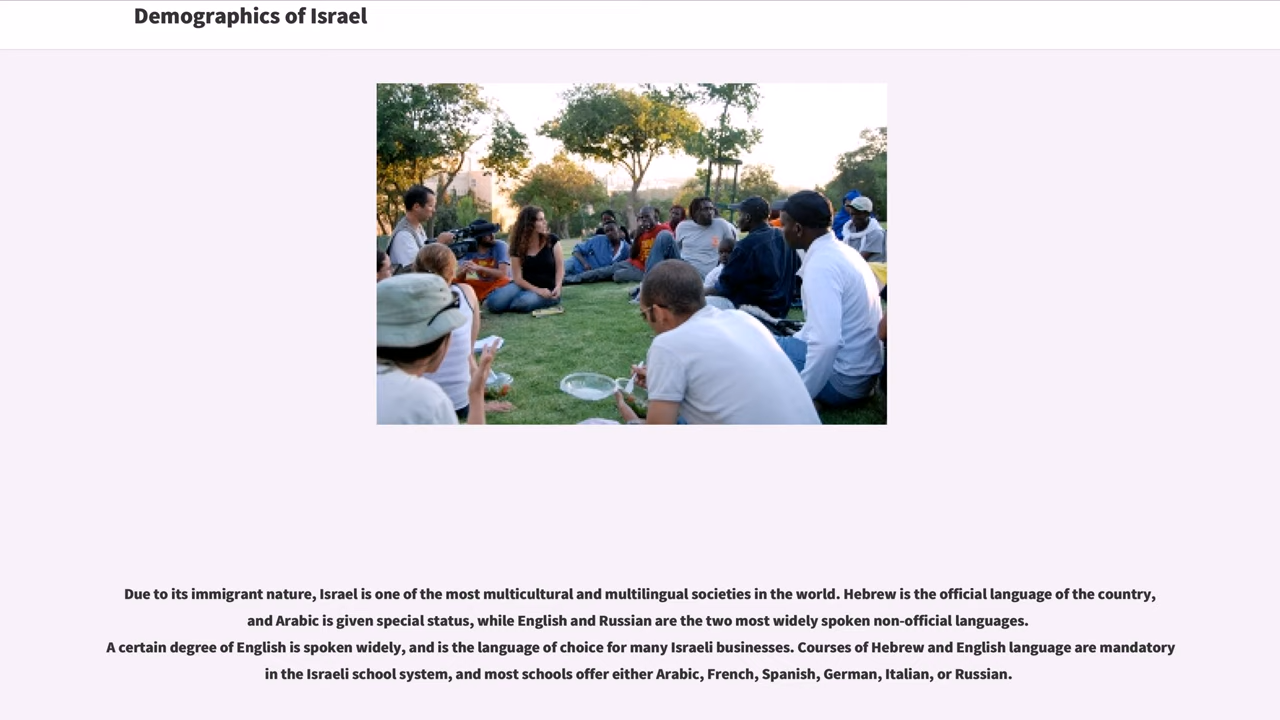 Demographics of Israel
Due to its immigrant nature, Israel is one of the most multicultural and multilingual societies in the world. Hebrew is the official language of the country,
and Arabic is given special status, while English and Russian are the two most widely spoken non-official languages.
A certain degree of English is spoken widely, and is the language of choice for many Israeli businesses. Courses of Hebrew and English language are mandatory
in the Israeli school system, and most schools offer either Arabic, French, Spanish, German, Italian, or Russian.